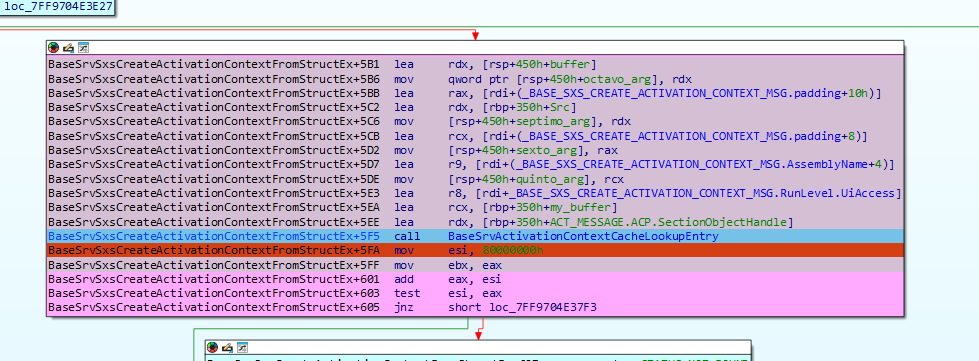 loc_7FF9704E3E27
BaseSrvSxsCreateActivationContextFromStructEx+5B1 lea rdx, [rsp+450h+buffer]
BaseSrvSxsCreateActivationContextFromStructEx+5B6 mov qword ptr [rsp+450h+octavo_arg], rdx
BaseSrvSxsCreateActivationContextFromStructEx+5BB lea rax, [rdi+(_BASE_SXS_CREATE_ACTIVATION_CONTEXT_MSG.padding+10h)]
BaseSrvSxsCreateActivationContextFromStructEx+5C2 lea rdx, [rbp+350h+Src]
BaseSrvSxsCreateActivationContextFromStructEx+5C6 mov [rsp+450h+septimo_arg], rdx
BaseSrvSxsCreateActivationContextFromStructEx+5CB lea rcx, [rdi+(_BASE_SXS_CREATE_ACTIVATION_CONTEXT_MSG.padding+8)]
BaseSrvSxsCreateActivationContextFromStructEx+5D2 mov [rsp+450h+sexto_arg], rax
BaseSrvSxsCreateActivationContextFromStructEx+5D7 lea r9, [rdi+(_BASE_SXS_CREATE_ACTIVATION_CONTEXT_MSG.AssemblyName+4)]
BaseSrvSxsCreateActivationContextFromStructEx+5DE mov [rsp+450h+quinto_arg], rcx
BaseSrvSxsCreateActivationContextFromStructEx+5E3 lea r8, [rdi+_BASE_SXS_CREATE_ACTIVATION_CONTEXT_MSG.RunLevel.UiAccess]
BaseSrvSxsCreateActivationContextFromStructEx+5EA lea rcx, [rbp+350h+my_buffer]
BaseSrvSxsCreateActivationContextFromStructEx+5EE lea rdx, [rbp+350h+ACT_MESSAGE.ACP.SectionObjectHandle]
BaseSrvSxsCreateActivationContextFromStructEx+5F5 call BaseSrvActivationContextCacheLookupEntry
BaseSrvSxsCreateActivationContextFromStructEx+5FA mov esi, 80000000h
BaseSrvSxsCreateActivationContextFromStructEx+5FF mov ebx, eax
BaseSrvSxsCreateActivationContextFromStructEx+601 add eax, esi
BaseSrvSxsCreateActivationContextFromStructEx+603 test esi, eax
BaseSrvSxsCreateActivationContextFromStructEx+605 jnz short loc_7FF9704E37F3